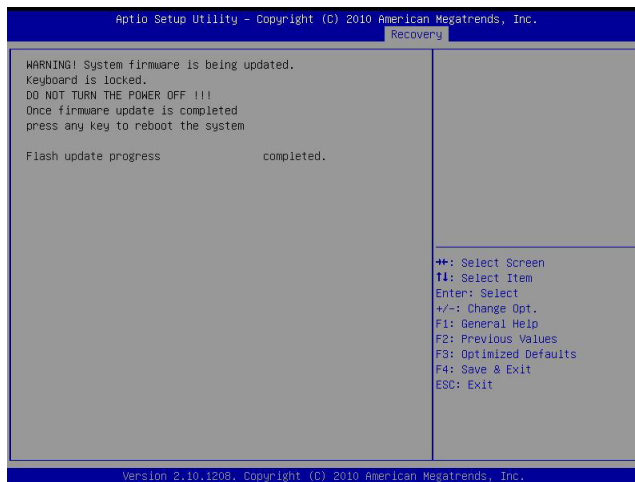 Aptio Setup Utility – Copyright (C) 2010 American Megatrends, Inc.
Recovery
WARNING! System firmware is being updated.
Keyboard is locked.
DO NOT TURN THE POWER OFF !!!
Once firmware update is completed
press any key to reboot the system
Flash update progress completed.
→←: Select Screen
↑↓: Select Item
Enter: Select
+/-: Change Opt.
F1: General Help
F2: Previous Values
F3: Optimized Defaults
F4: Save & Exit
ESC: Exit
Version 2.10.1208. Copyright (C) 2010 American Megatrends, Inc.